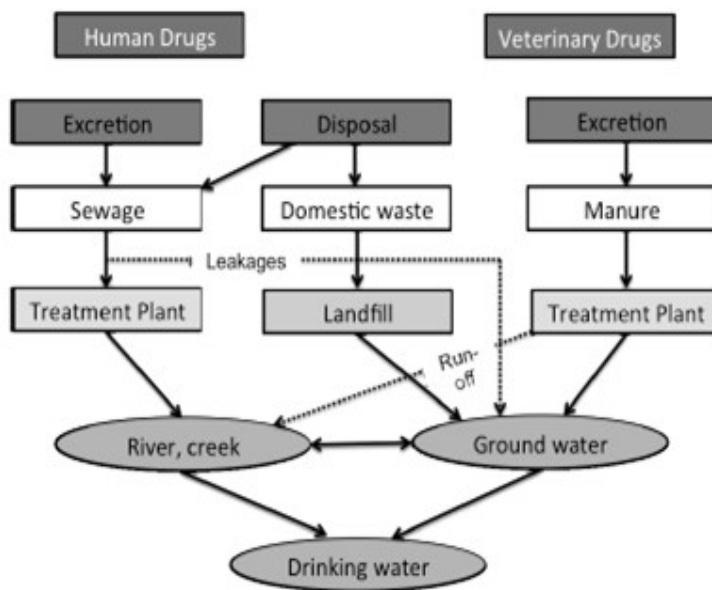 Human Drugs
Veterinary Drugs
Excretion
Disposal
Excretion
Sewage
Domestic waste
Manure
Leakages
Treatment Plant
Landfill
Treatment Plant
Run-
off
River, creek
Ground water
Drinking water